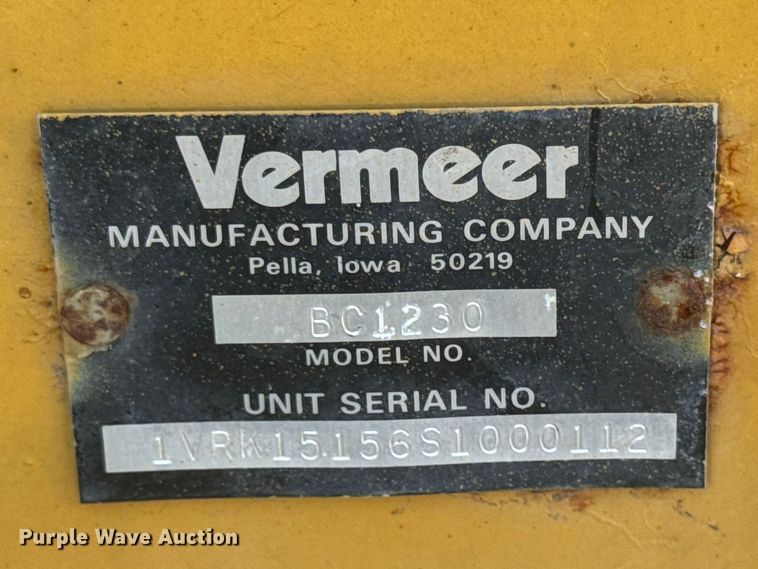 Vermeer
MANUFACTURING COMPANY
Pella, Iowa 50219
BC1230
MODEL NO.
UNIT SERIAL NO.
1VRK15156S1000112
Purple Wave Auction